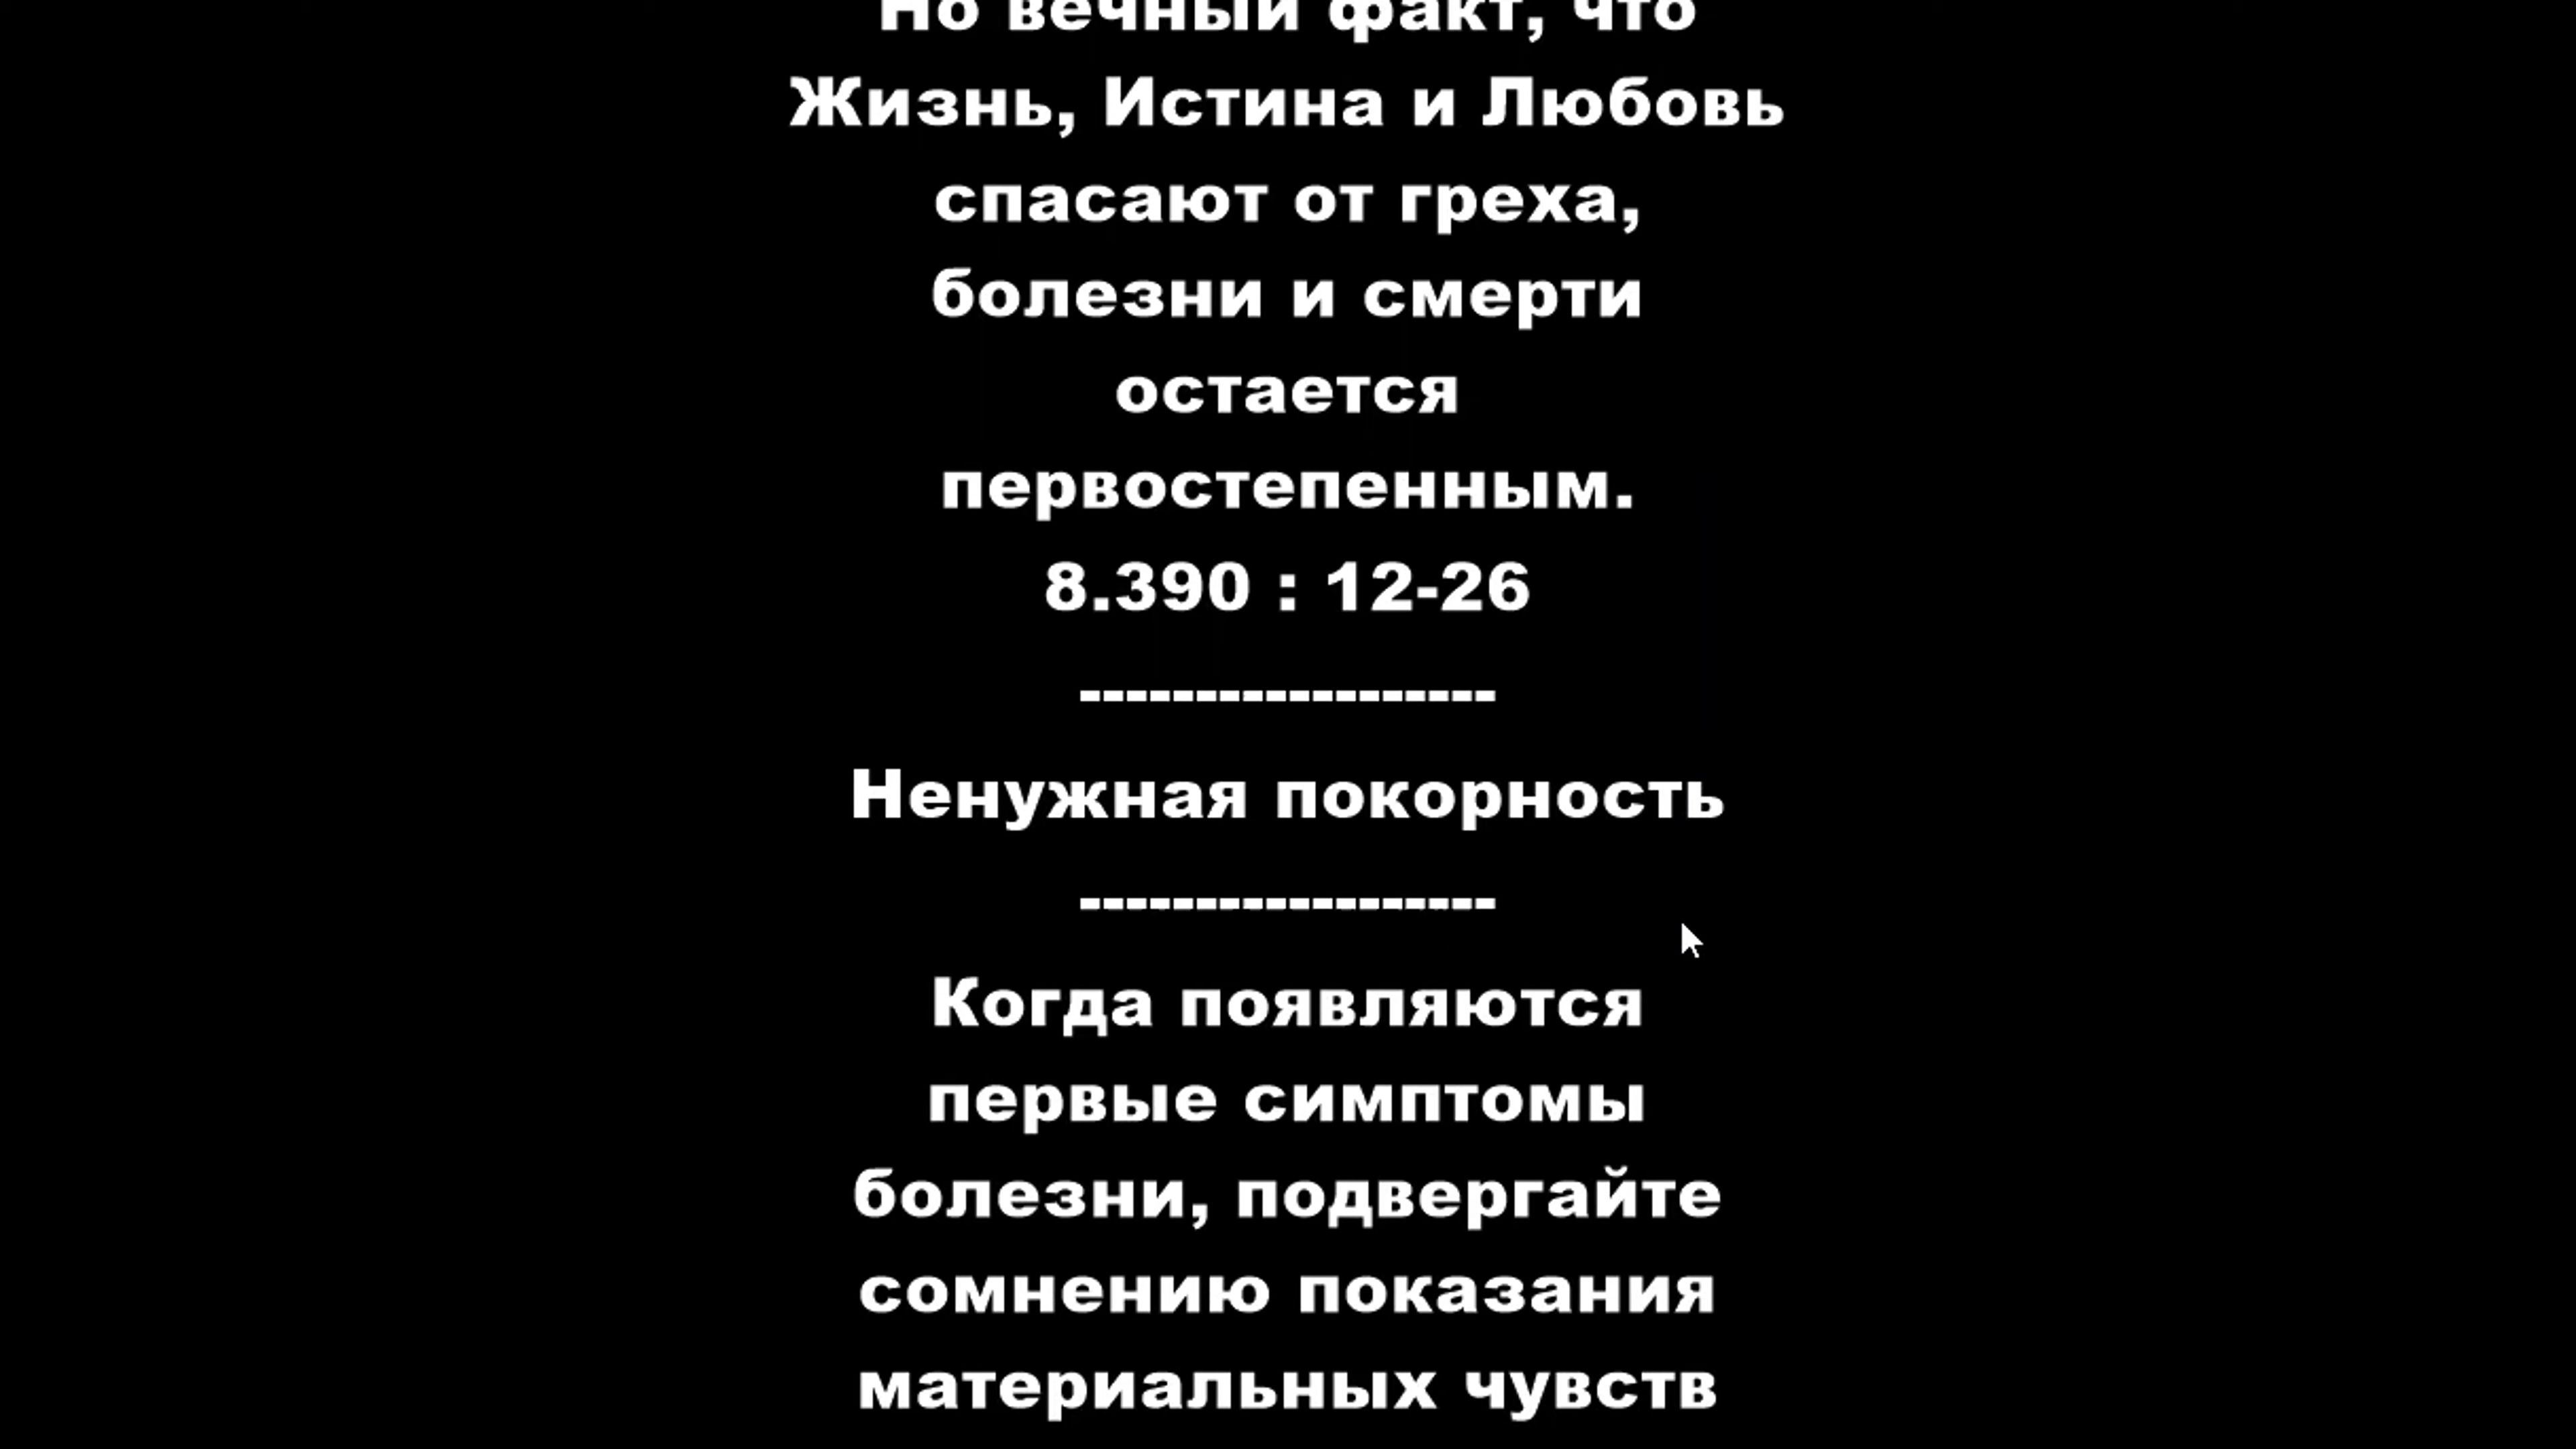 Но вечный факт, что
Жизнь, Истина и Любовь
спасают от греха,
болезни и смерти
остается
первостепенным.
8.390 : 12-26
------------------
Ненужная покорность
------------------
Когда появляются
первые симптомы
болезни, подвергайте
сомнению показания
материальных чувств